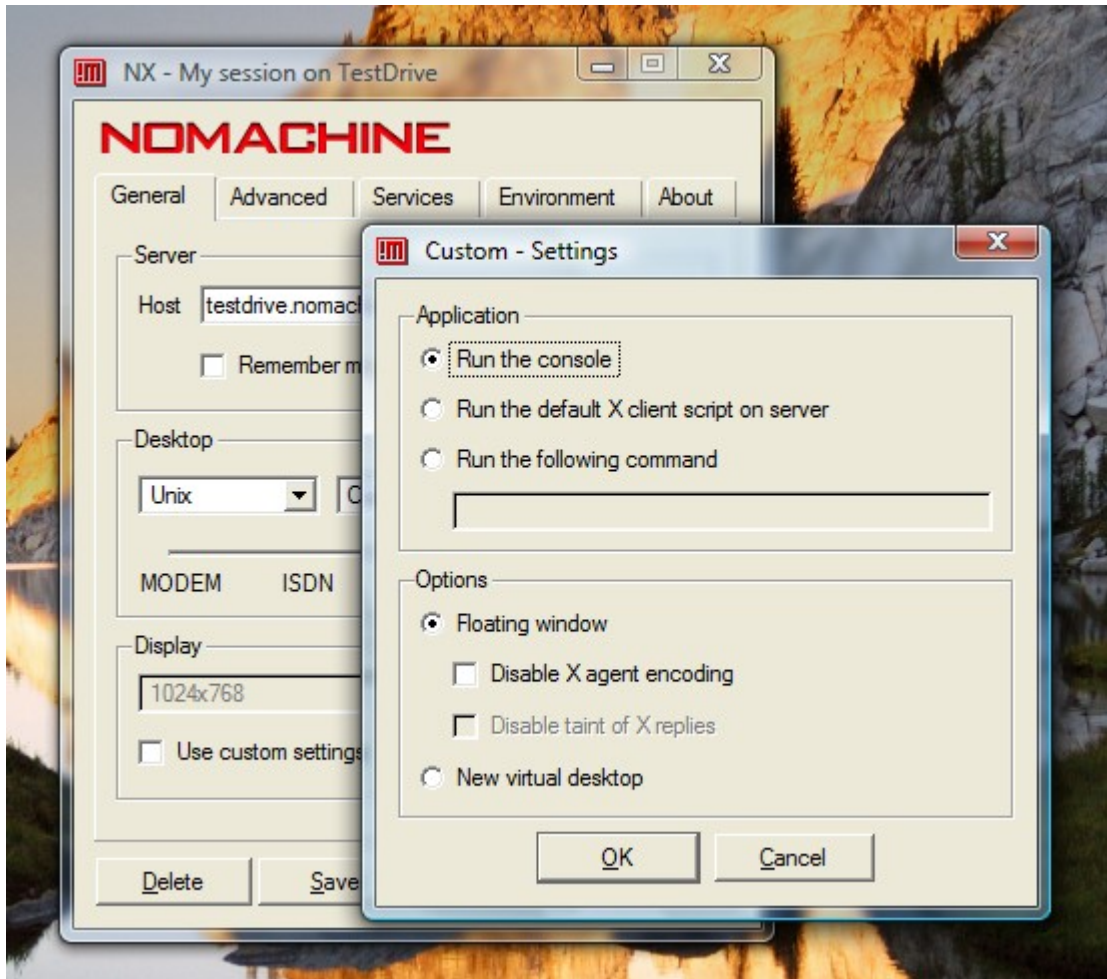 NX - My session on TestDrive
NOMACHINE
General Advanced Services Environment About
Server
Host testdrive.nomach
Remember m
Desktop
Unix C
MODEM ISDN
Display
1024x768
Use custom settings
Delete Save
!m Custom - Settings
Application
Run the console
Run the default X client script on server
Run the following command
Options
Floating window
Disable X agent encoding
Disable taint of X replies
New virtual desktop
OK Cancel